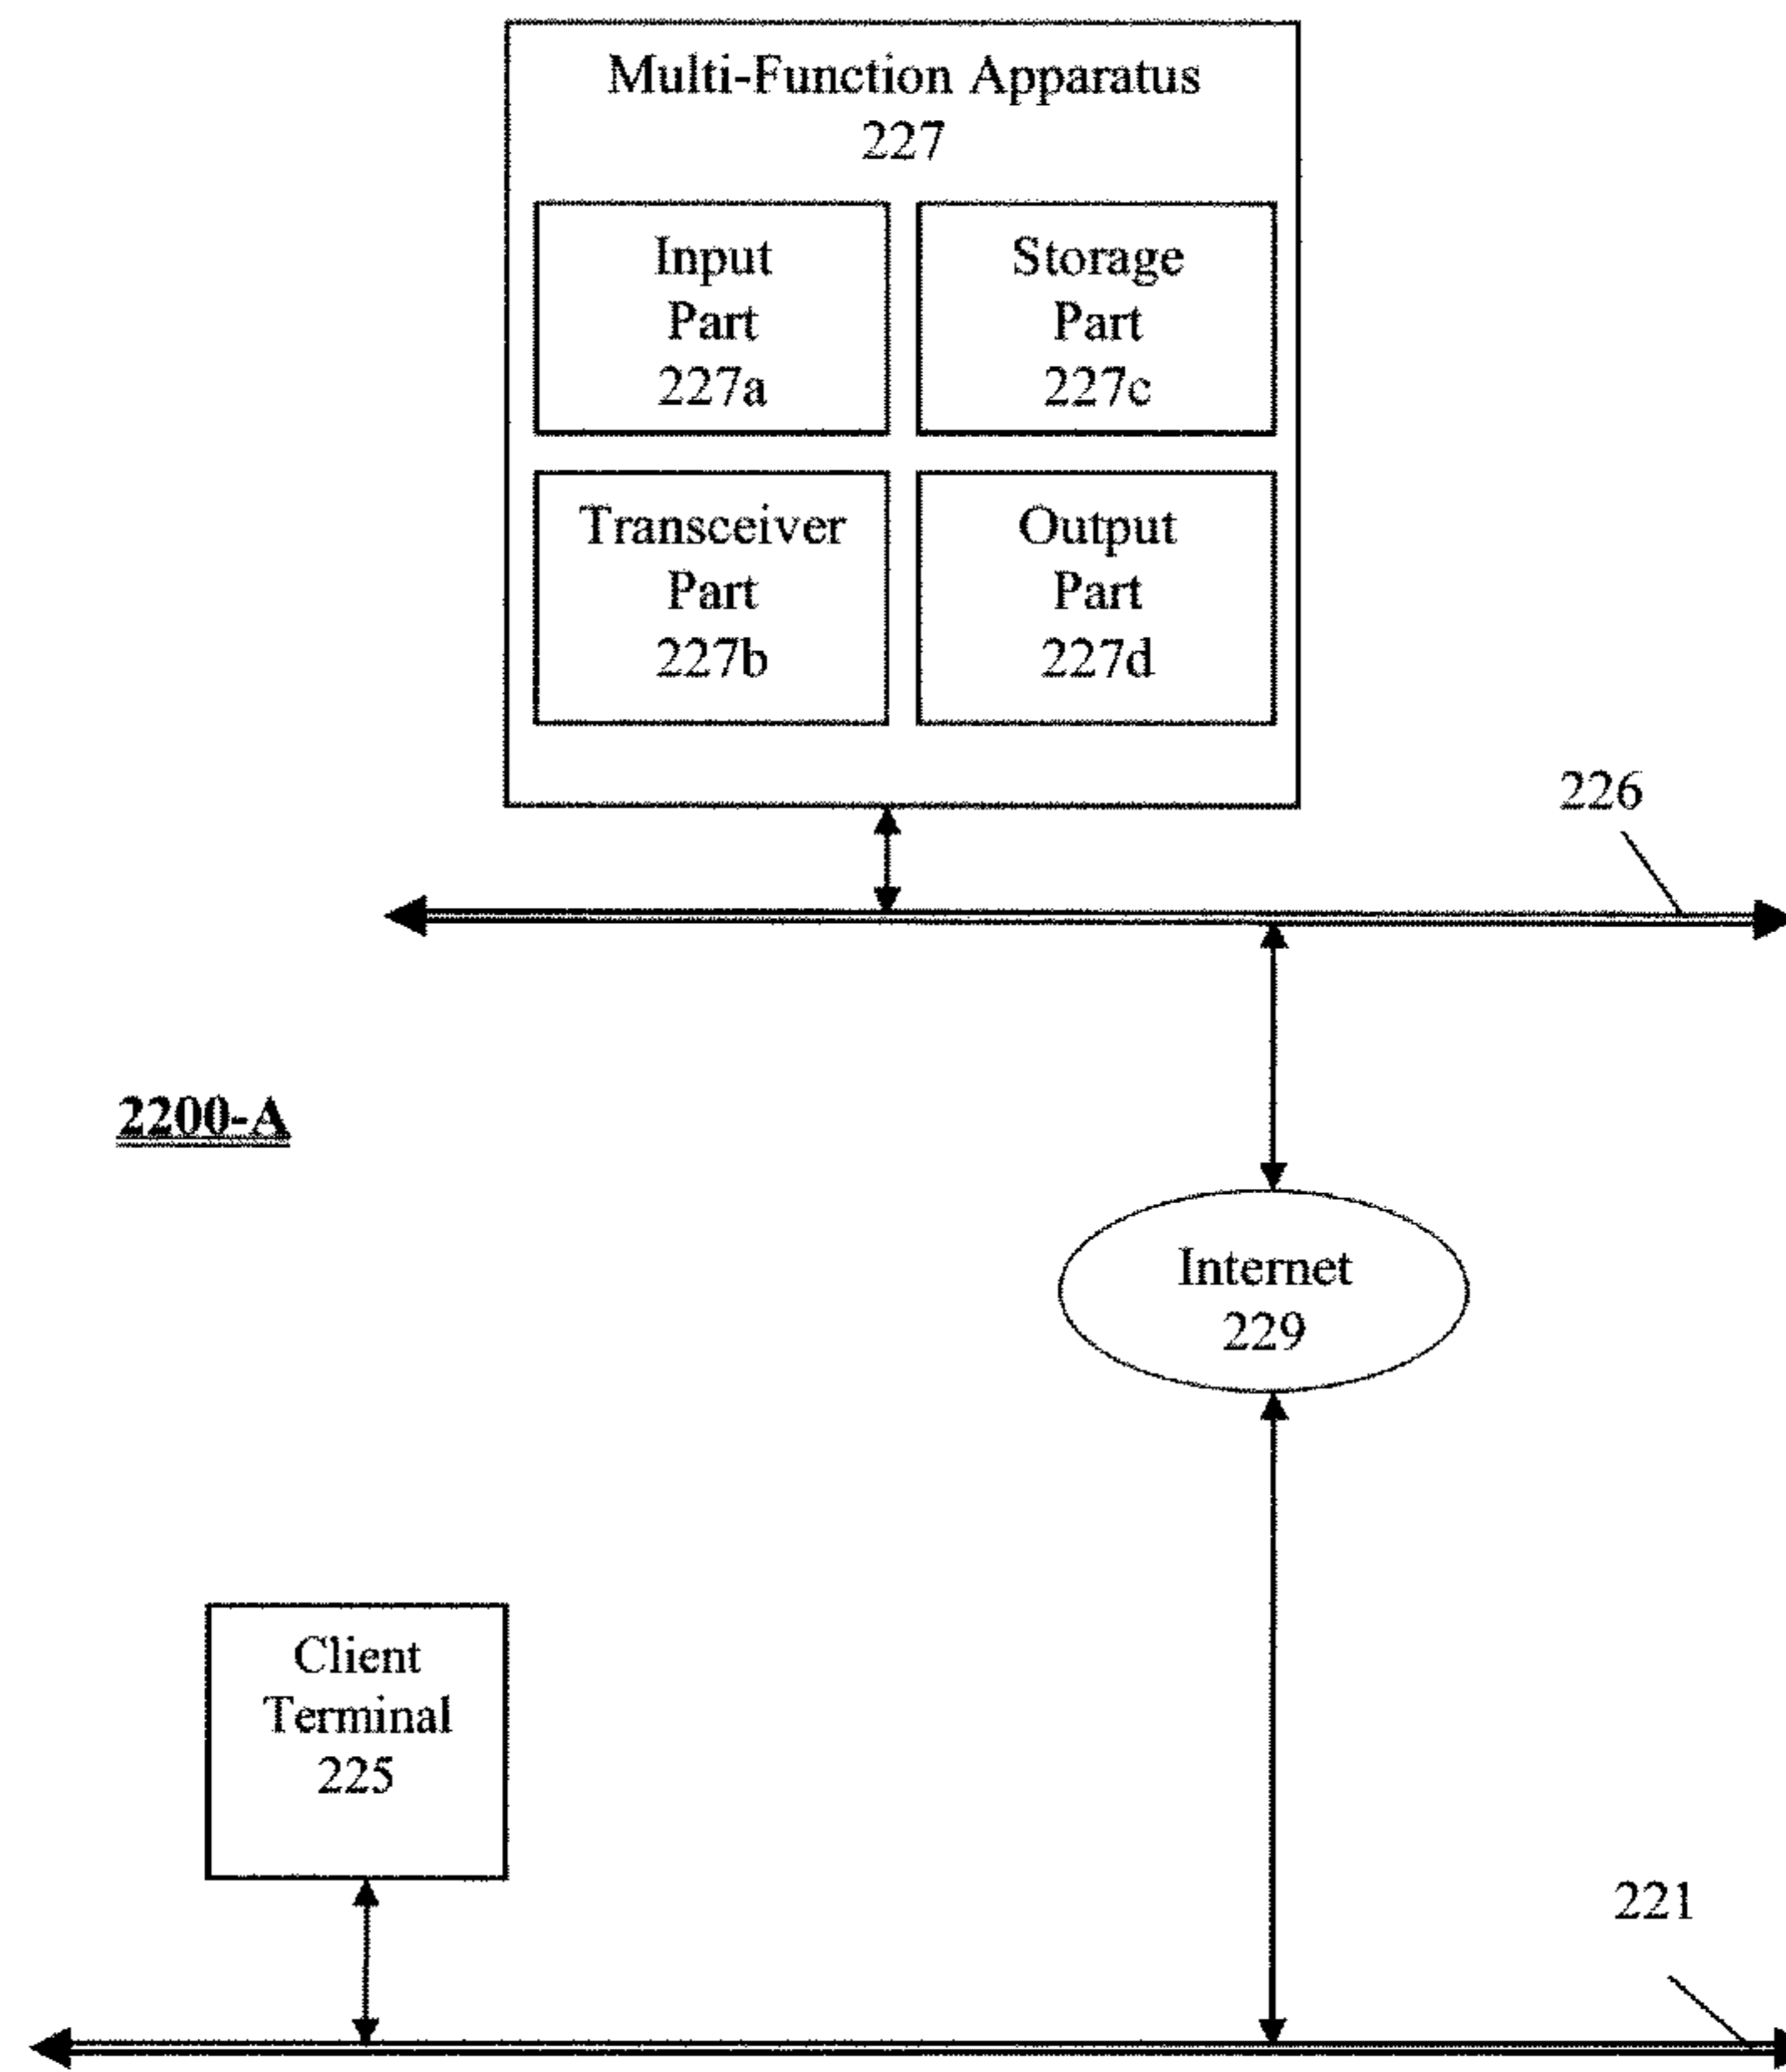 Multi-Function Apparatus
227
Input
Part
227a
Storage
Part
227c
Transceiver
Part
227b
Output
Part
227d
226
2200-A
Internet
229
Client
Terminal
225
221